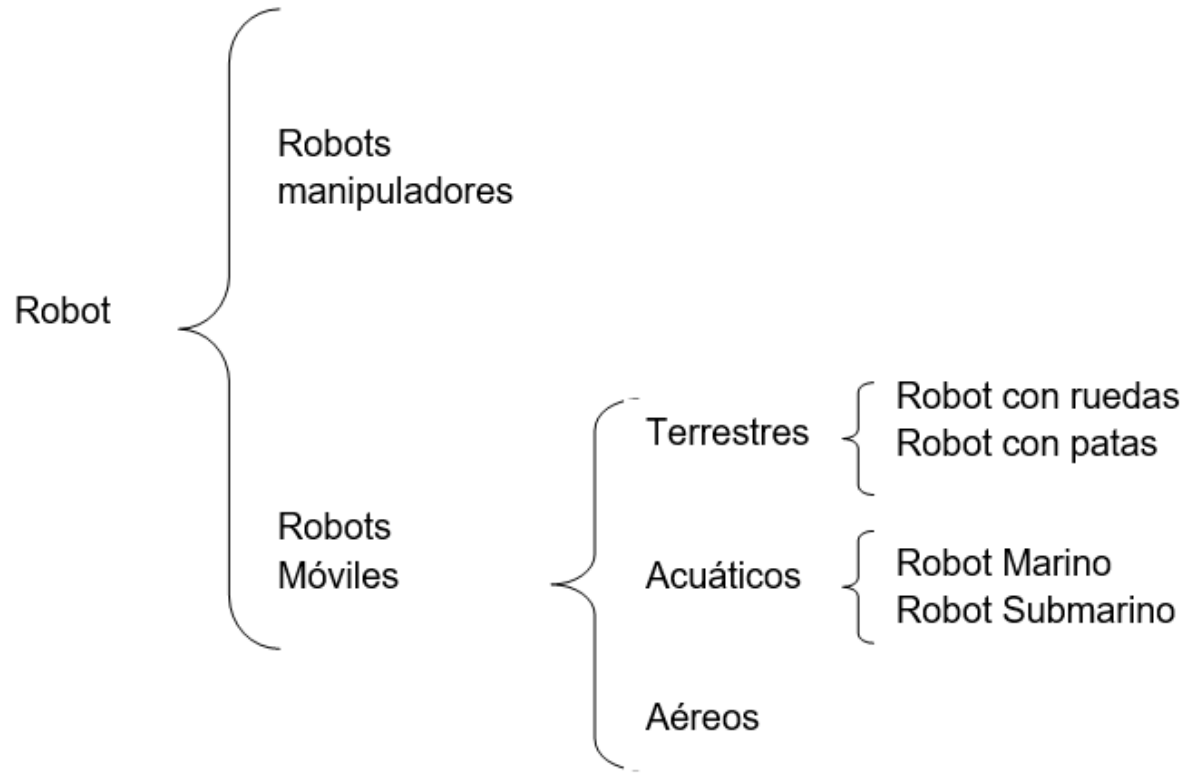 Robot
Robots
manipuladores
Robots
Móviles
Terrestres
Robot con ruedas
Robot con patas
Acuáticos
Robot Marino
Robot Submarino
Aéreos